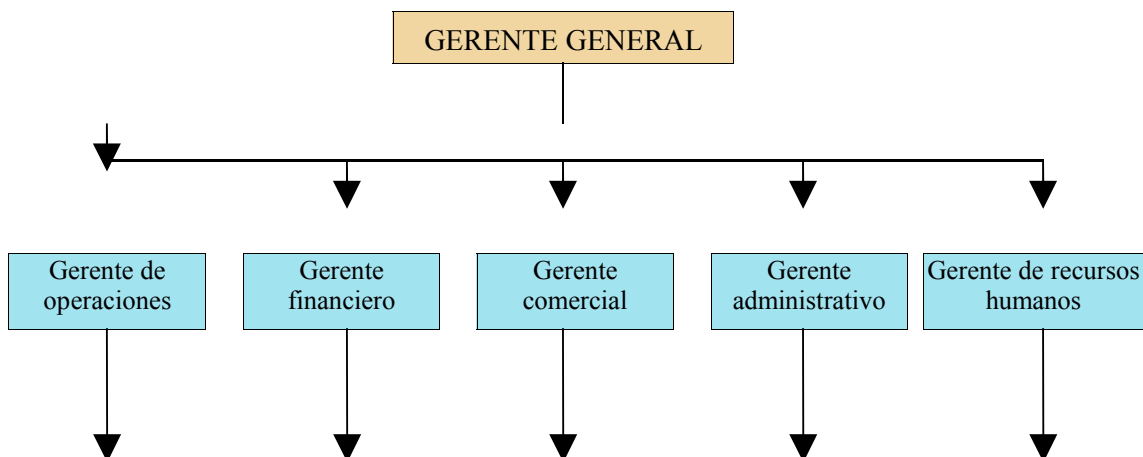 GERENTE GENERAL
Gerente de
operaciones
Gerente
financiero
Gerente
comercial
Gerente
administrativo
Gerente de recursos
humanos